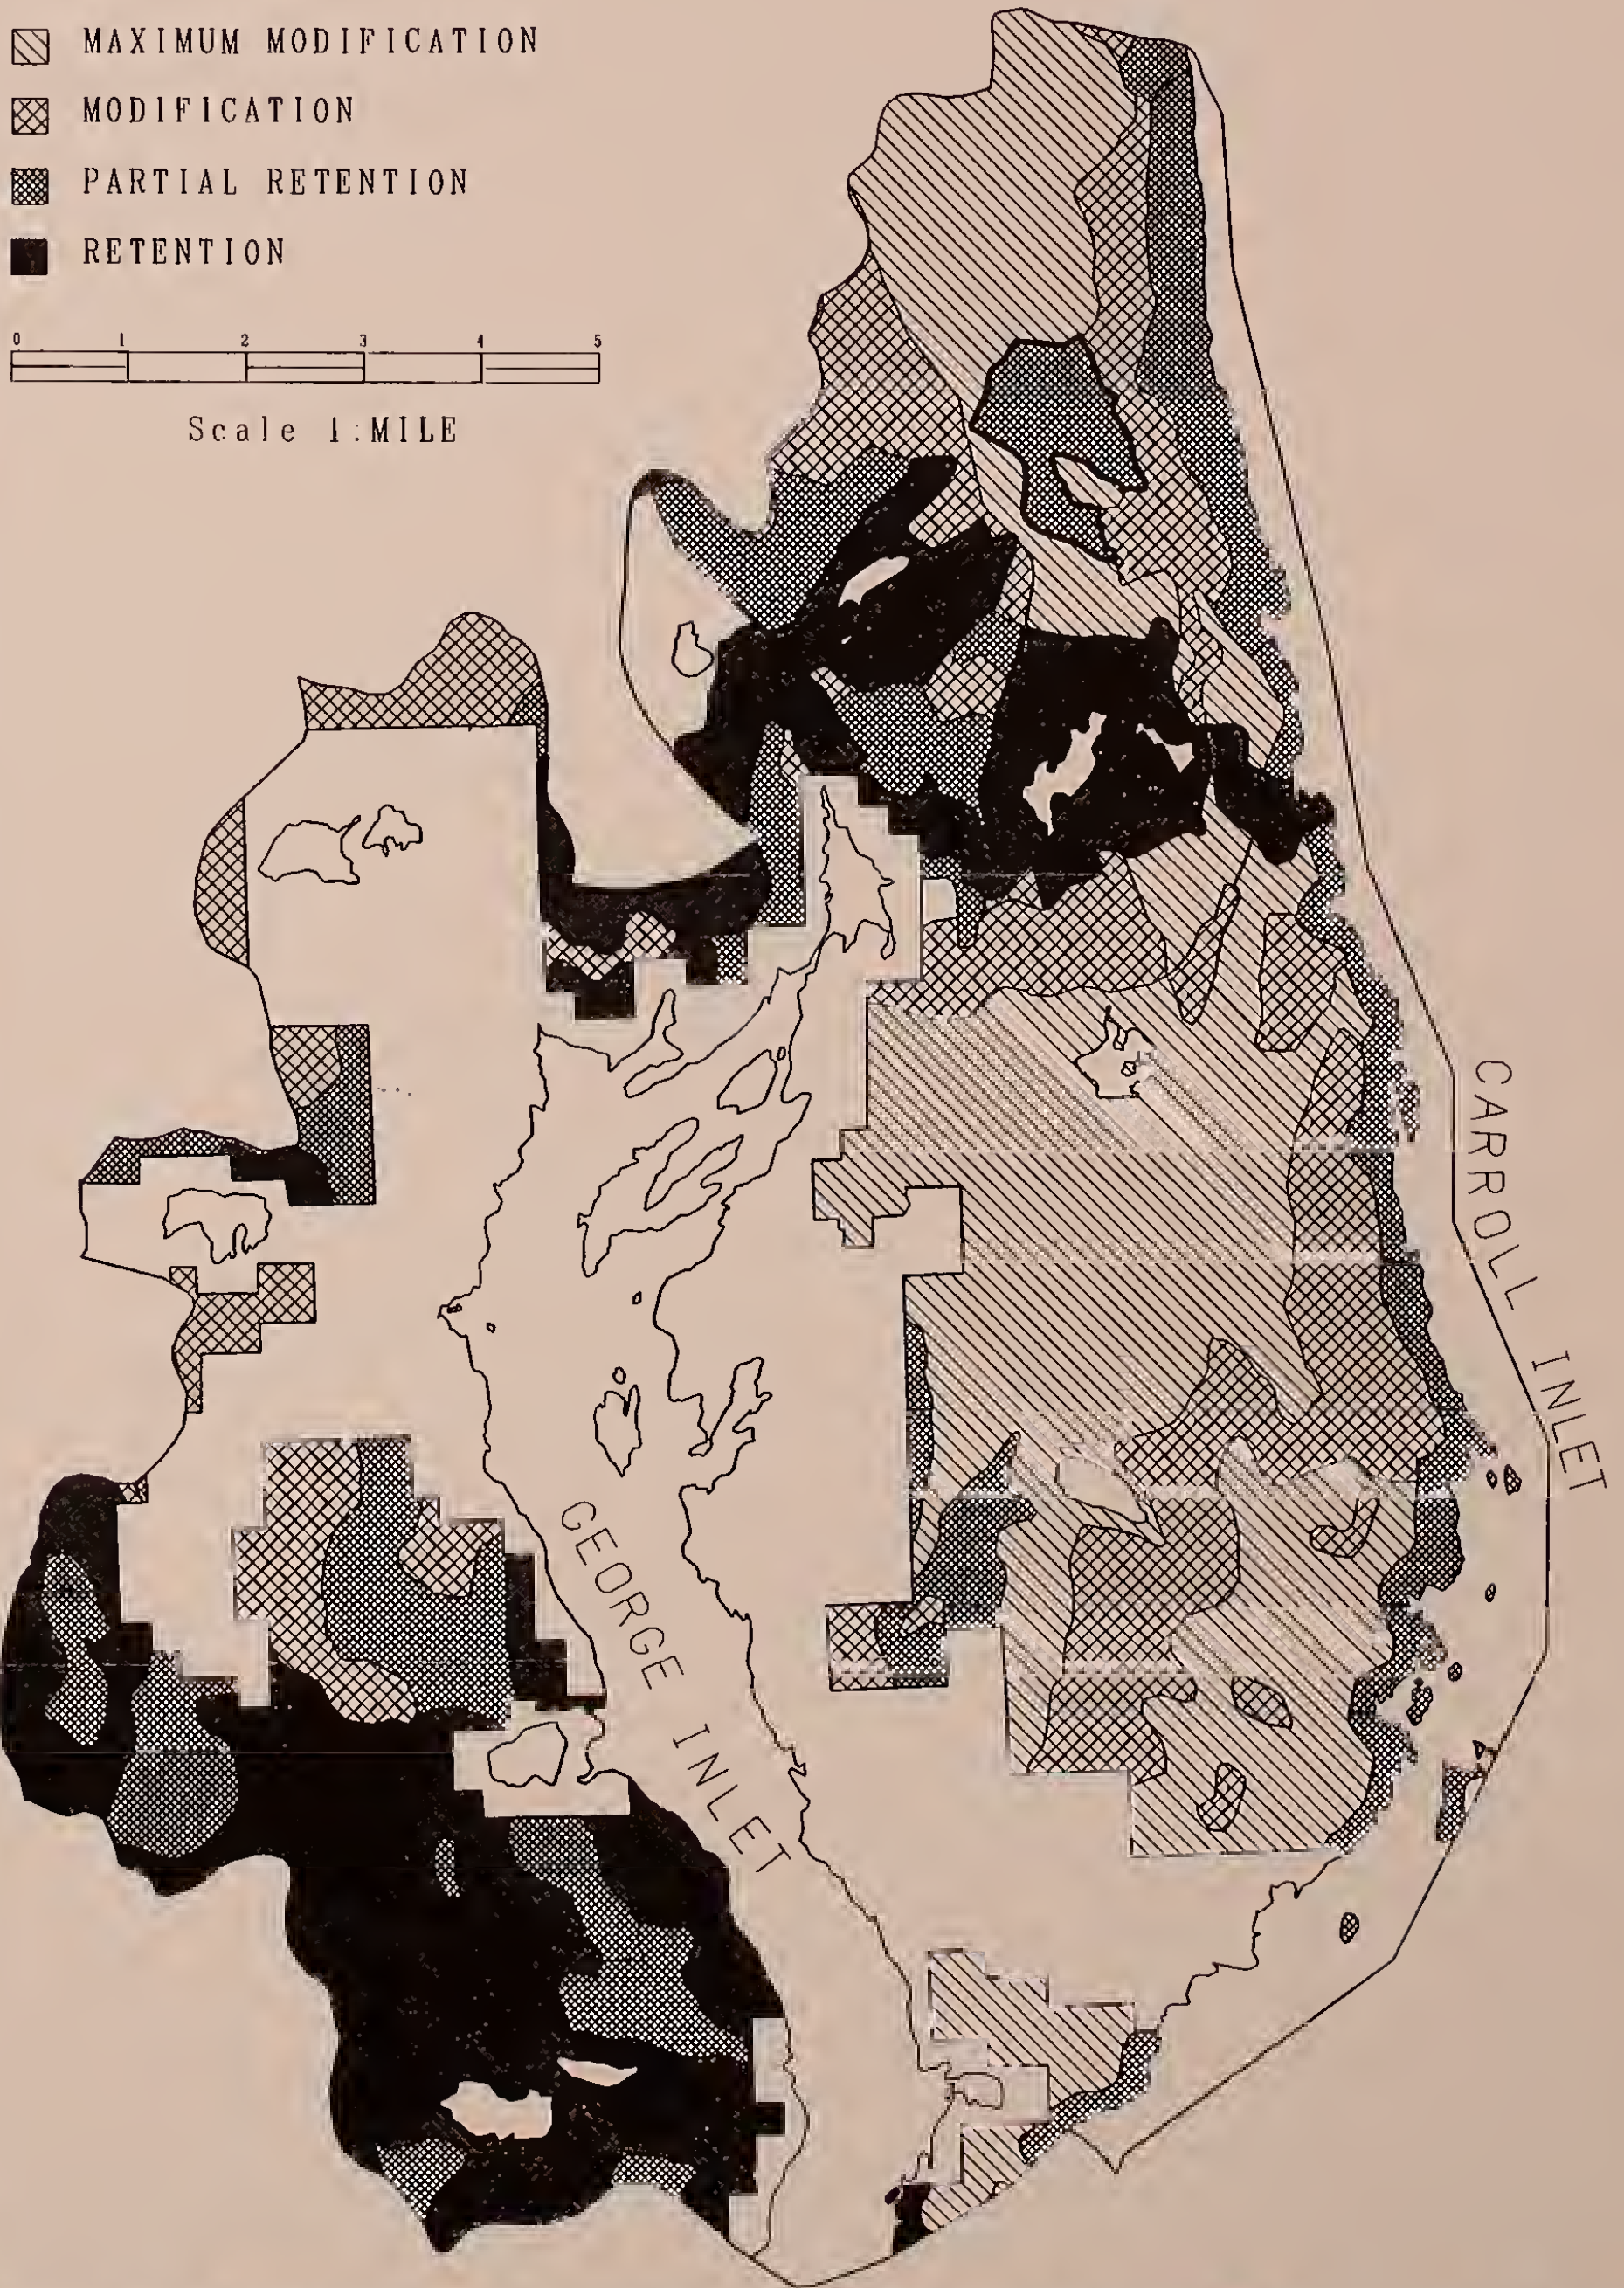 MAXIMUM MODIFICATION
MODIFICATION
PARTIAL RETENTION
RETENTION
0 1 2 3 4 5
Scale 1:MILE
CARROLL INLET
GEORGE INLET